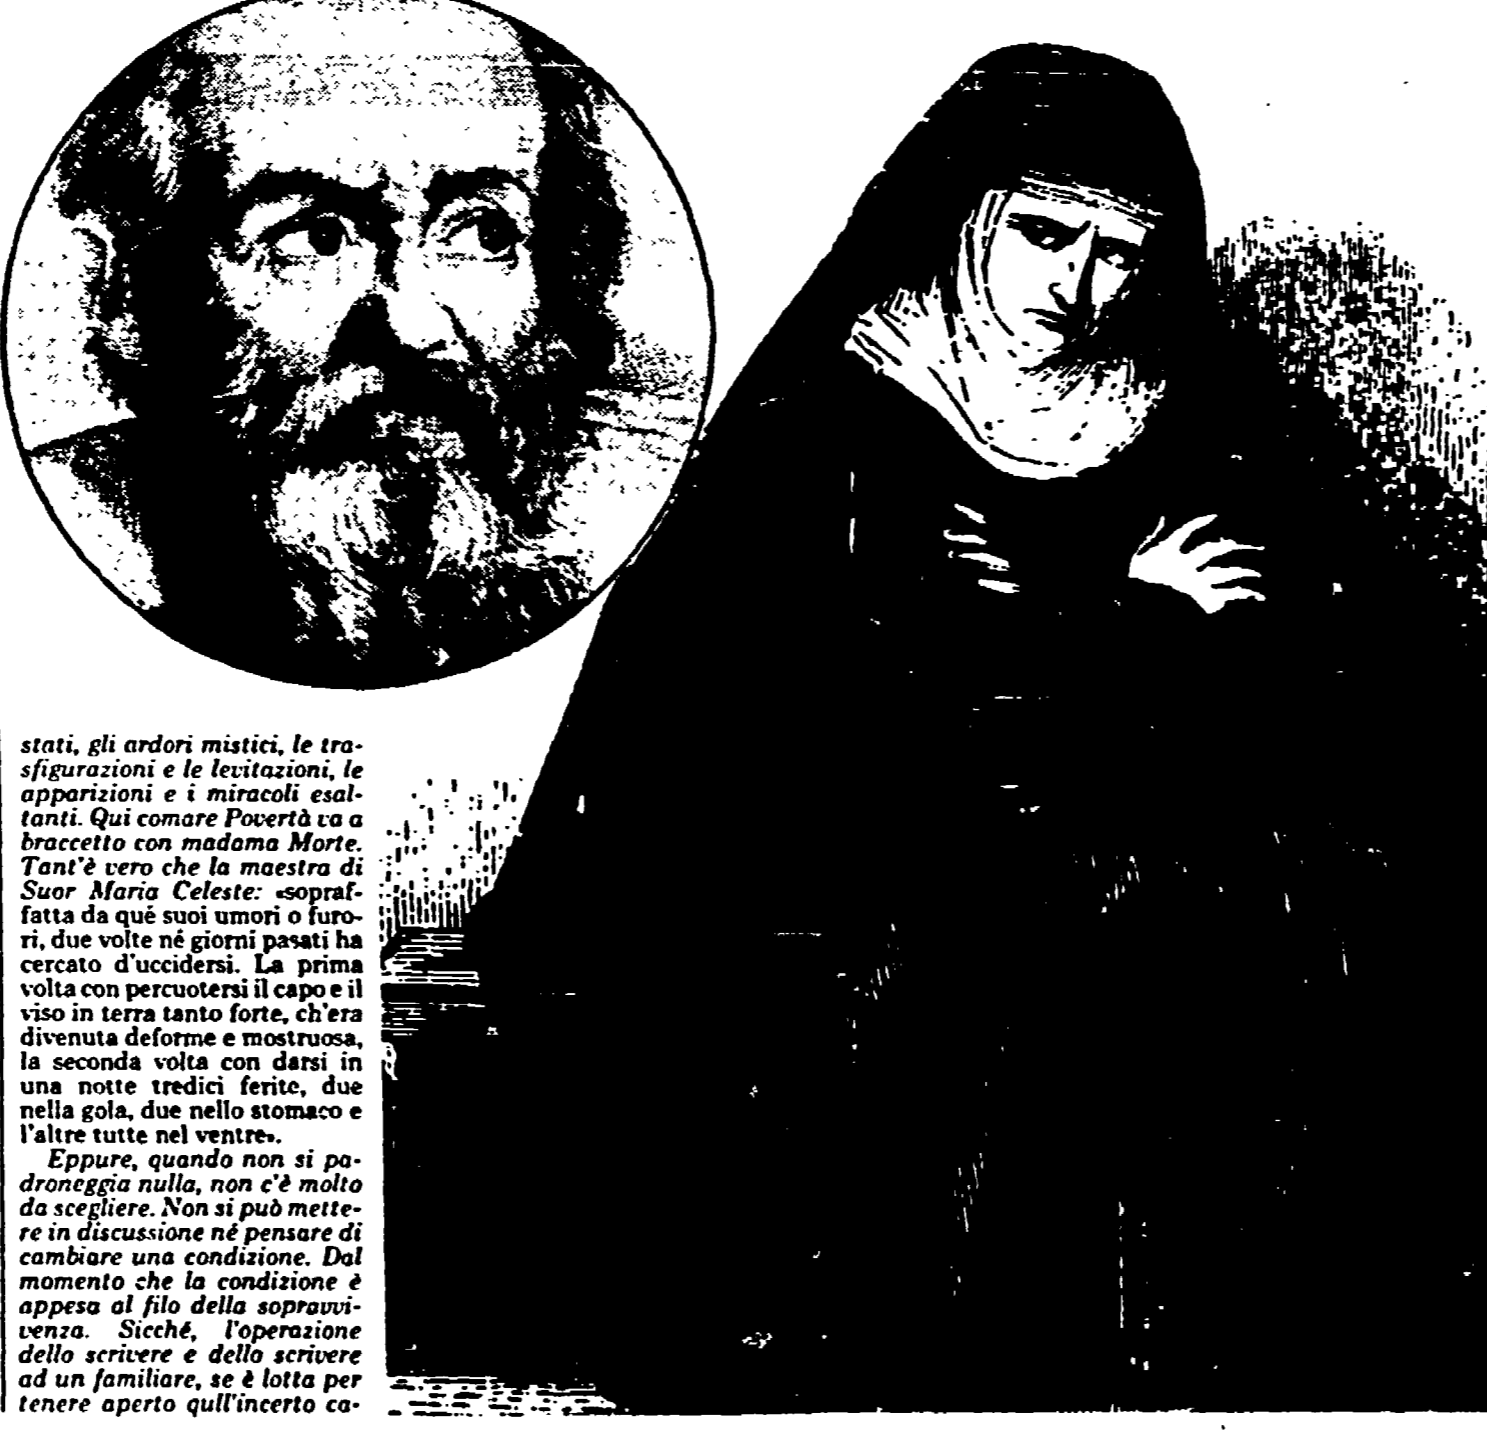 stati, gli ardori mistici, le tra-
sfigurazioni e le levitazioni, le
apparizioni e i miracoli esal-
tanti. Qui comare Povertà va a
braccetto con madama Morte.
Tant'è vero che la maestra di
Suor Maria Celeste: «sopraf-
fatta da qué suoi umori o furo-
ri, due volte né giorni pasati ha
cercato d'uccidersi. La prima
volta con percuotersi il capo e il
viso in terra tanto forte, ch'era
divenuta deforme e mostruosa,
la seconda volta con darsi in
una notte tredici ferite, due
nella gola, due nello stomaco e
l'altre tutte nel ventre».
Eppure, quando non si pa-
droneggia nulla, non c'è molto
da scegliere. Non si può mette-
re in discussione né pensare di
cambiare una condizione. Dal
momento che la condizione è
appesa al filo della sopravvi-
venza. Sicché, l'operazione
dello scrivere e dello scrivere
ad un familiare, se è lotta per
tenere aperto qull'incerto ca-